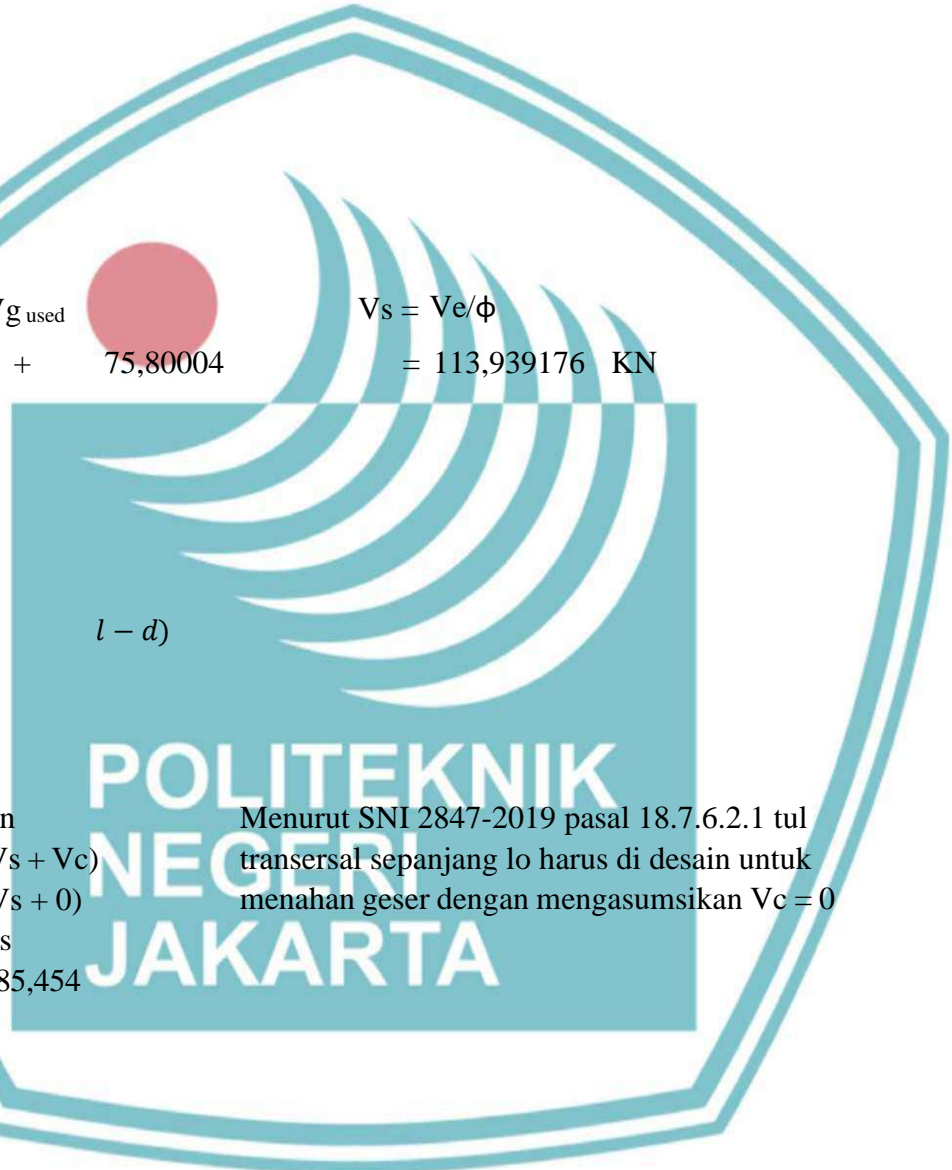 Vg used
Vs = Ve/ϕ
+ 75,80004
= 113,939176 KN
l − d)
POLITEKNIK
NEGERI
JAKARTA
Vs + Vc)
Vs + 0)
85,454
Menurut SNI 2847-2019 pasal 18.7.6.2.1 tul
transersal sepanjang lo harus di desain untuk
menahan geser dengan mengasumsikan Vc = 0